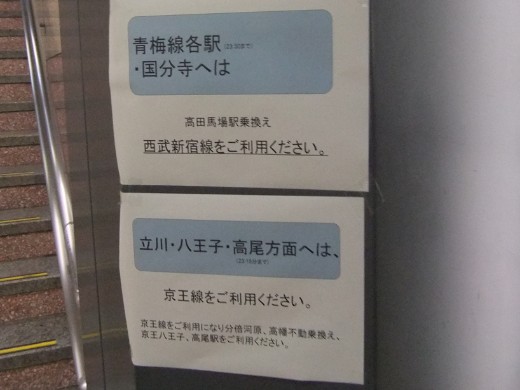 青梅線各駅
・国分寺へは
高田馬場駅乗換え
西武新宿線をご利用ください。
立川・八王子・高尾方面へは、
京王線をご利用ください。
京王線をご利用になり分倍河原、高幡不動乗換え、
京王八王子、高尾駅をご利用ください。